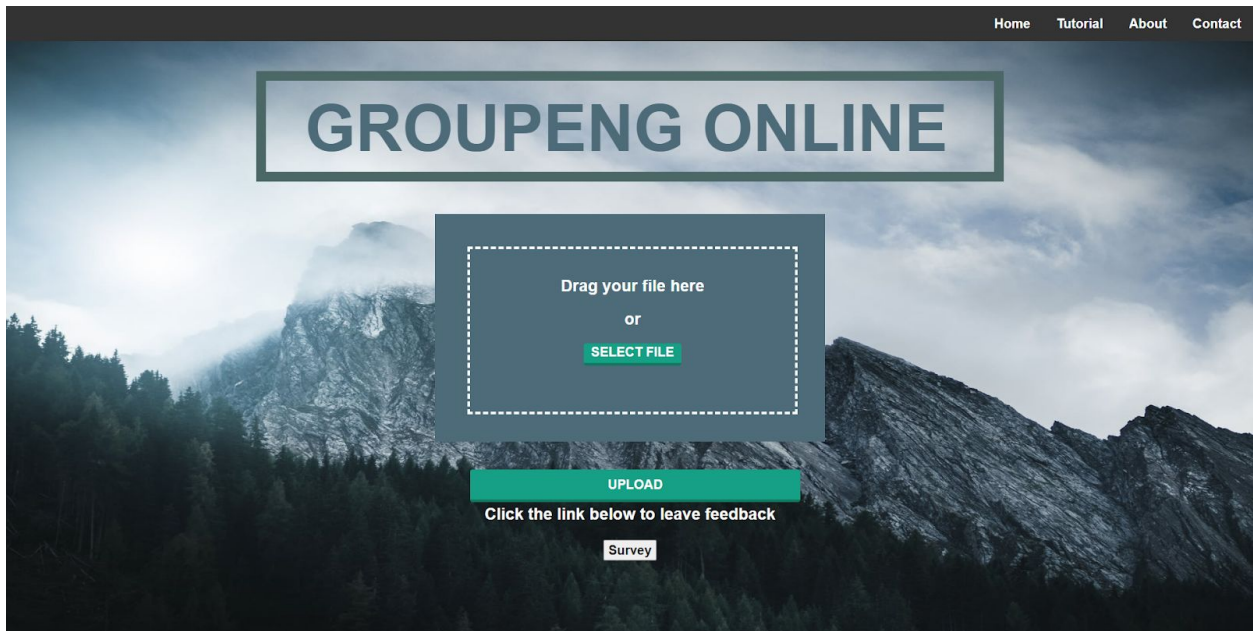 Home Tutorial About Contact
GROUPENG ONLINE
Drag your file here
or
SELECT FILE
UPLOAD
Click the link below to leave feedback
Survey